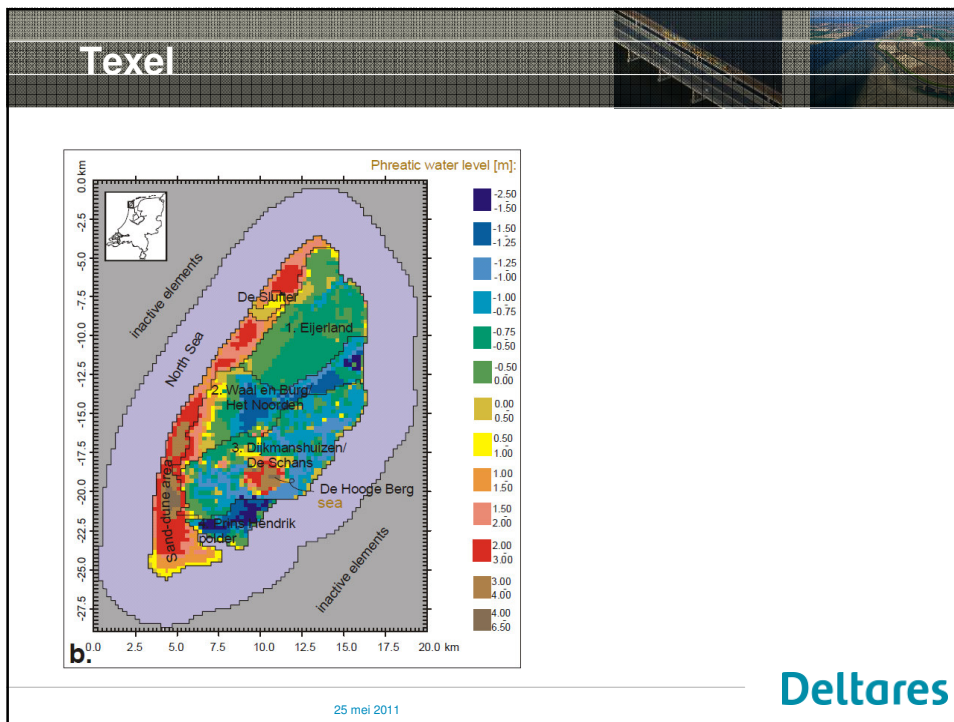 Texel
Phreatic water level [m]:
0.0 km
-2.5
-5.0
-7.5
-10.0
-12.5
-15.0
-17.5
-20.0
-22.5
-25.0
-27.5
inactive elements
North Sea
De Slufter
1. Eijerland
2. Waal en Burg/
Het Noorden
3. Dijkmanshuizen/
De Schans
De Hooge Berg
sea
Prins Hendrik
polder
Sand-dune area
inactive elements
-2.50
-1.50
-1.50
-1.25
-1.25
-1.00
-1.00
-0.75
-0.75
-0.50
-0.50
0.00
0.00
0.50
0.50
1.00
1.00
1.50
1.50
2.00
2.00
3.00
3.00
4.00
4.00
6.50
b.
0.0 2.5 5.0 7.5 10.0 12.5 15.0 17.5 20.0 km
25 mei 2011
Deltares